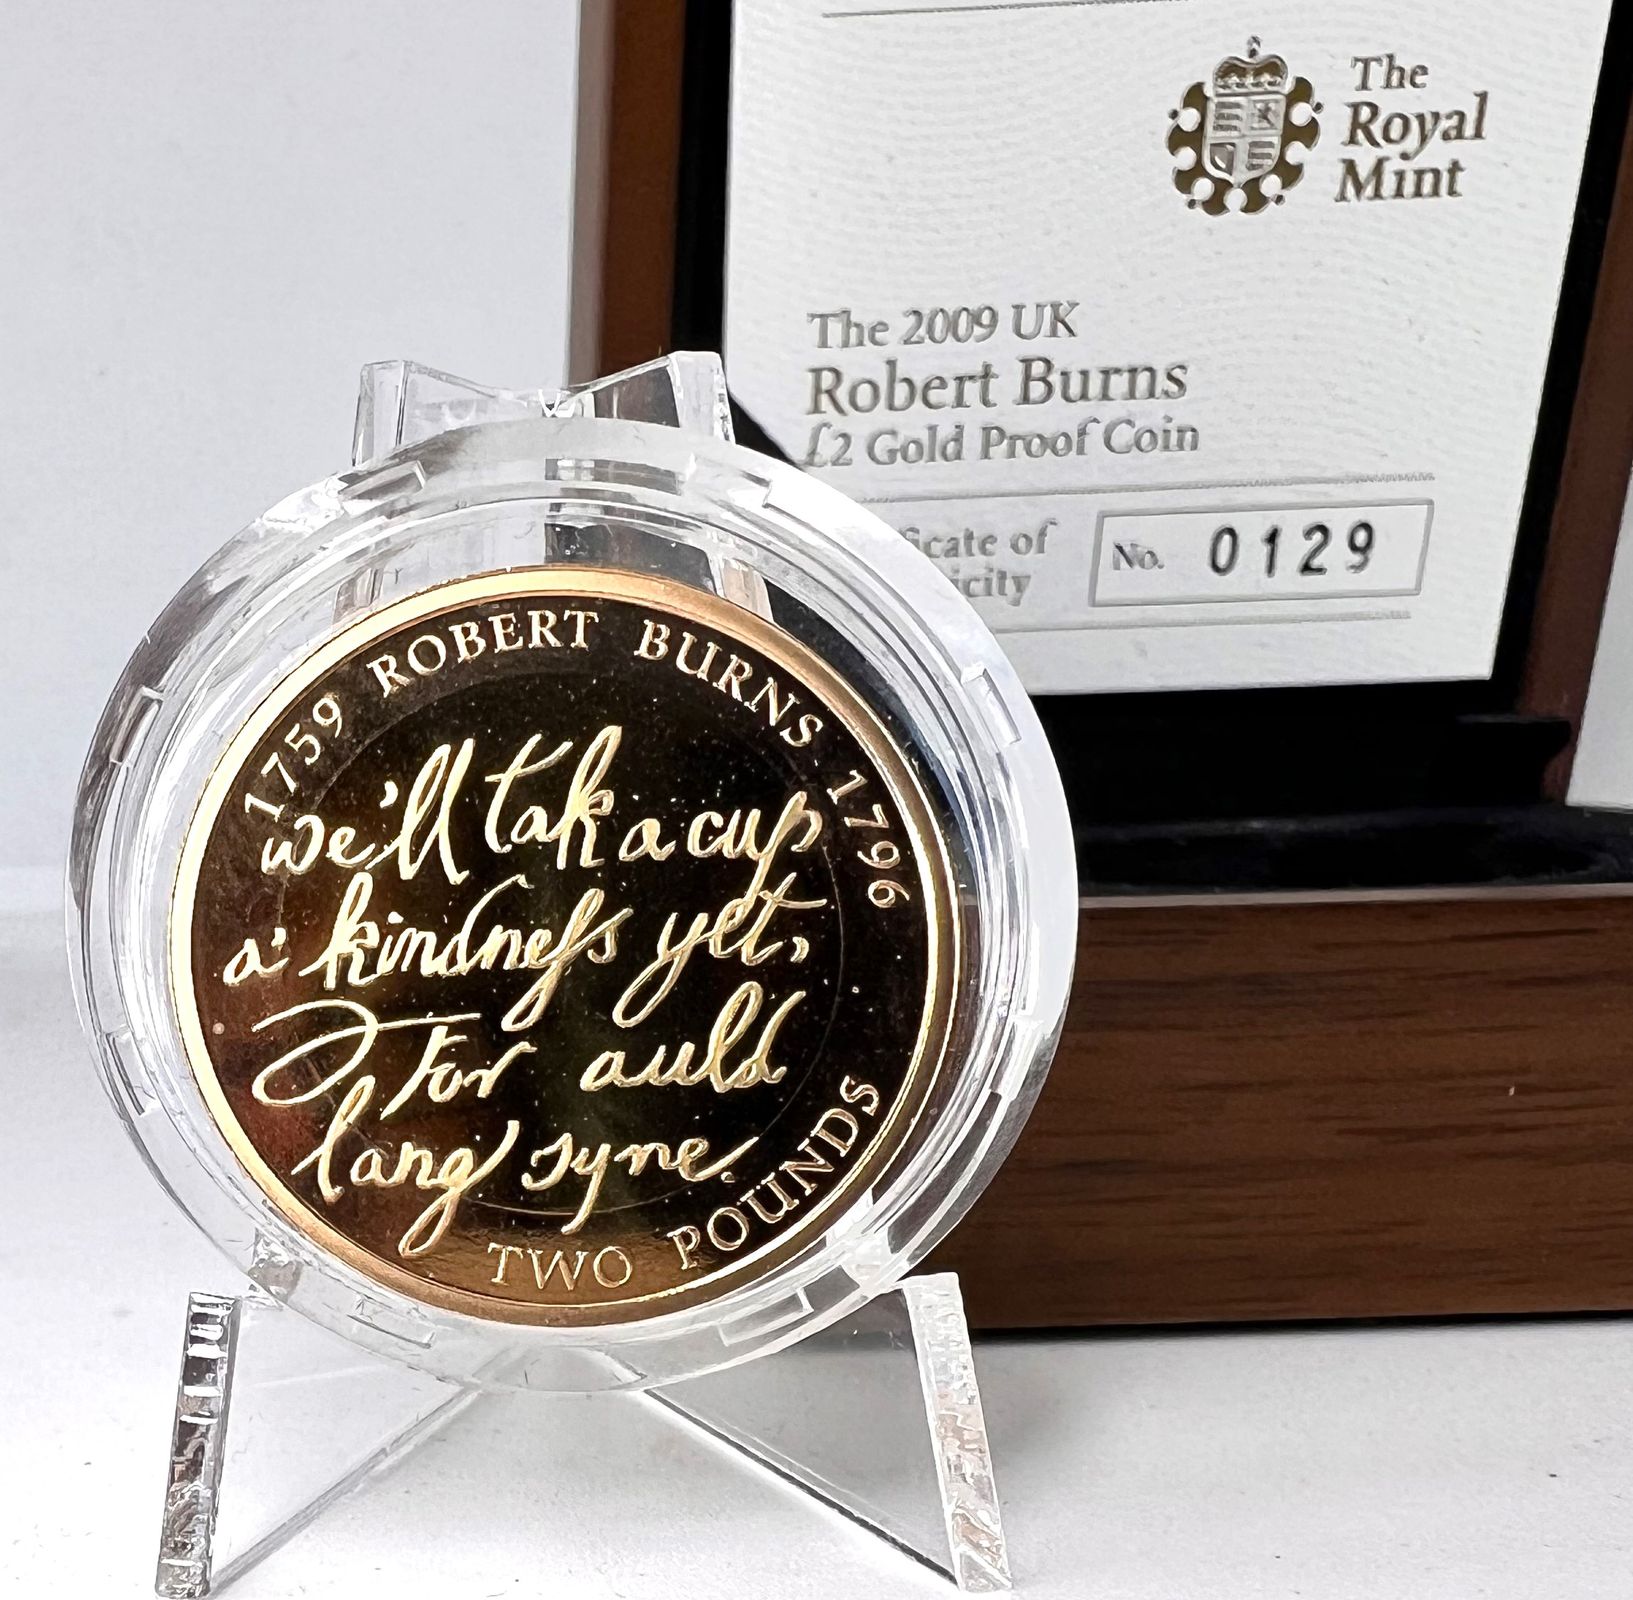 The
Royal
Mint
The 2009 UK
Robert Burns
£2 Gold Proof Coin
No. 0129
1759 ROBERT BURNS 1796
we'll tak a cup
a' kindness yet,
For auld
lang syne.
TWO POUNDS